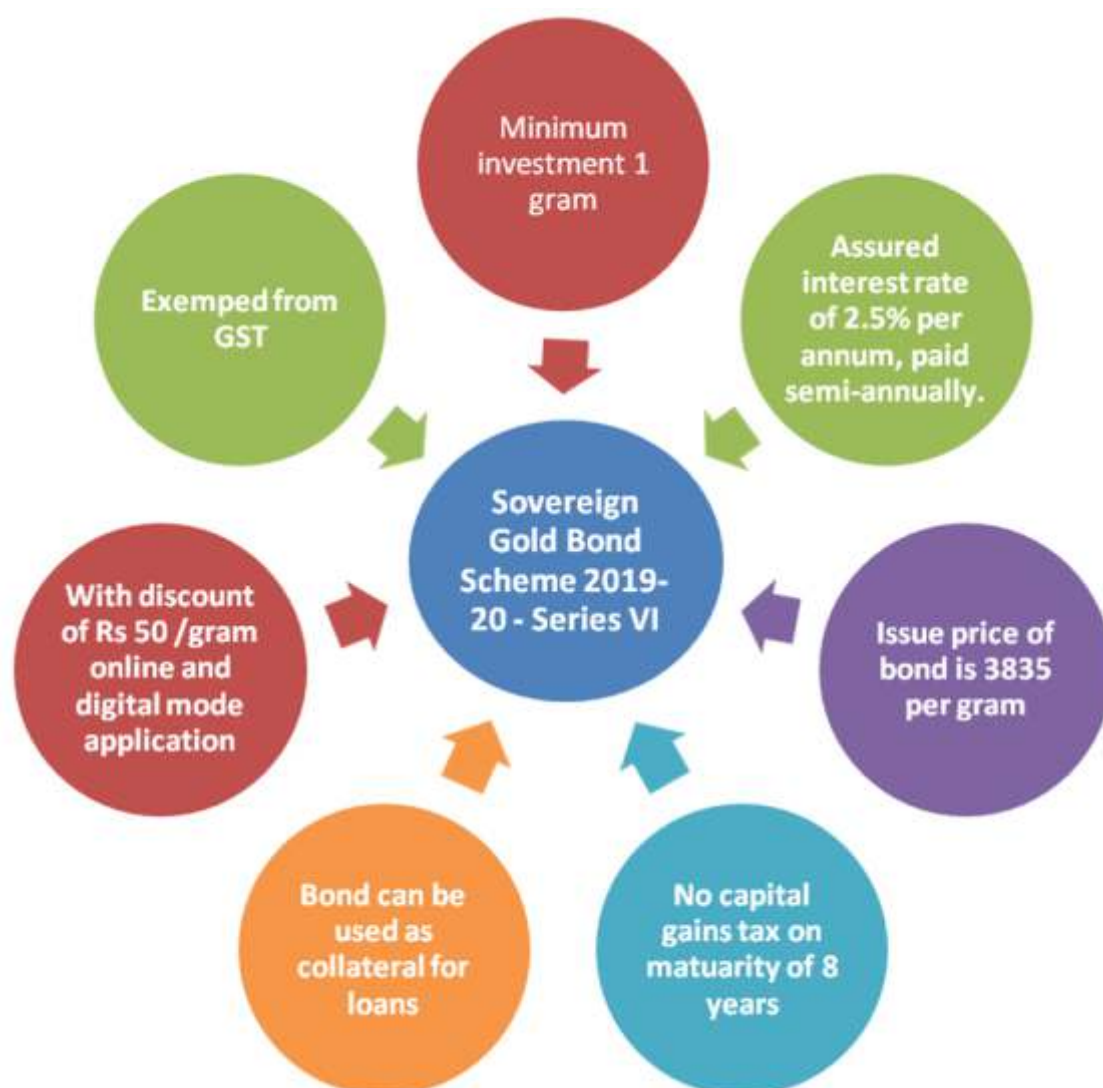 Minimum
investment 1
gram
Assured
interest rate
of 2.5% per
annum, paid
semi-annually.
Issue price of
bond is 3835
per gram
No capital
gains tax on
matuarity of 8
years
Bond can be
used as
collateral for
loans
With discount
of Rs 50 /gram
online and
digital mode
application
Exemped from
GST
Sovereign
Gold Bond
Scheme 2019-
20 - Series VI